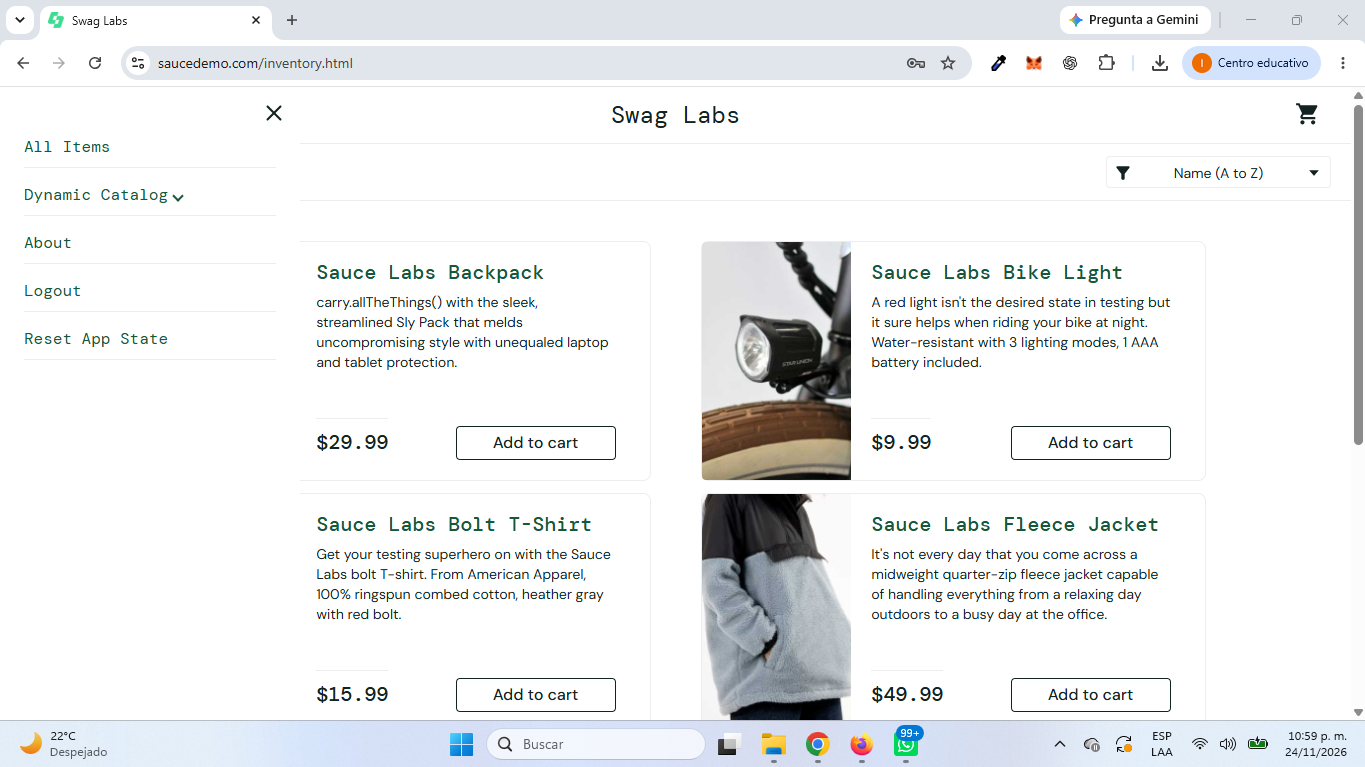 Swag Labs
Pregunta a Gemini
saucedemo.com/inventory.html
I
Centro educativo
All Items
Dynamic Catalog
About
Logout
Reset App State
Swag Labs
Name (A to Z)
Sauce Labs Backpack
carry.allTheThings() with the sleek,
streamlined Sly Pack that melds
uncompromising style with unequaled laptop
and tablet protection.
$29.99
Add to cart
Sauce Labs Bike Light
A red light isn't the desired state in testing but
it sure helps when riding your bike at night.
Water-resistant with 3 lighting modes, 1 AAA
battery included.
$9.99
Add to cart
Sauce Labs Bolt T-Shirt
Get your testing superhero on with the Sauce
Labs bolt T-shirt. From American Apparel,
100% ringspun combed cotton, heather gray
with red bolt.
$15.99
Add to cart
Sauce Labs Fleece Jacket
It's not every day that you come across a
midweight quarter-zip fleece jacket capable
of handling everything from a relaxing day
outdoors to a busy day at the office.
$49.99
Add to cart
22°C
Despejado
Buscar
99+
ESP
LAA
10:59 p. m.
24/11/2026